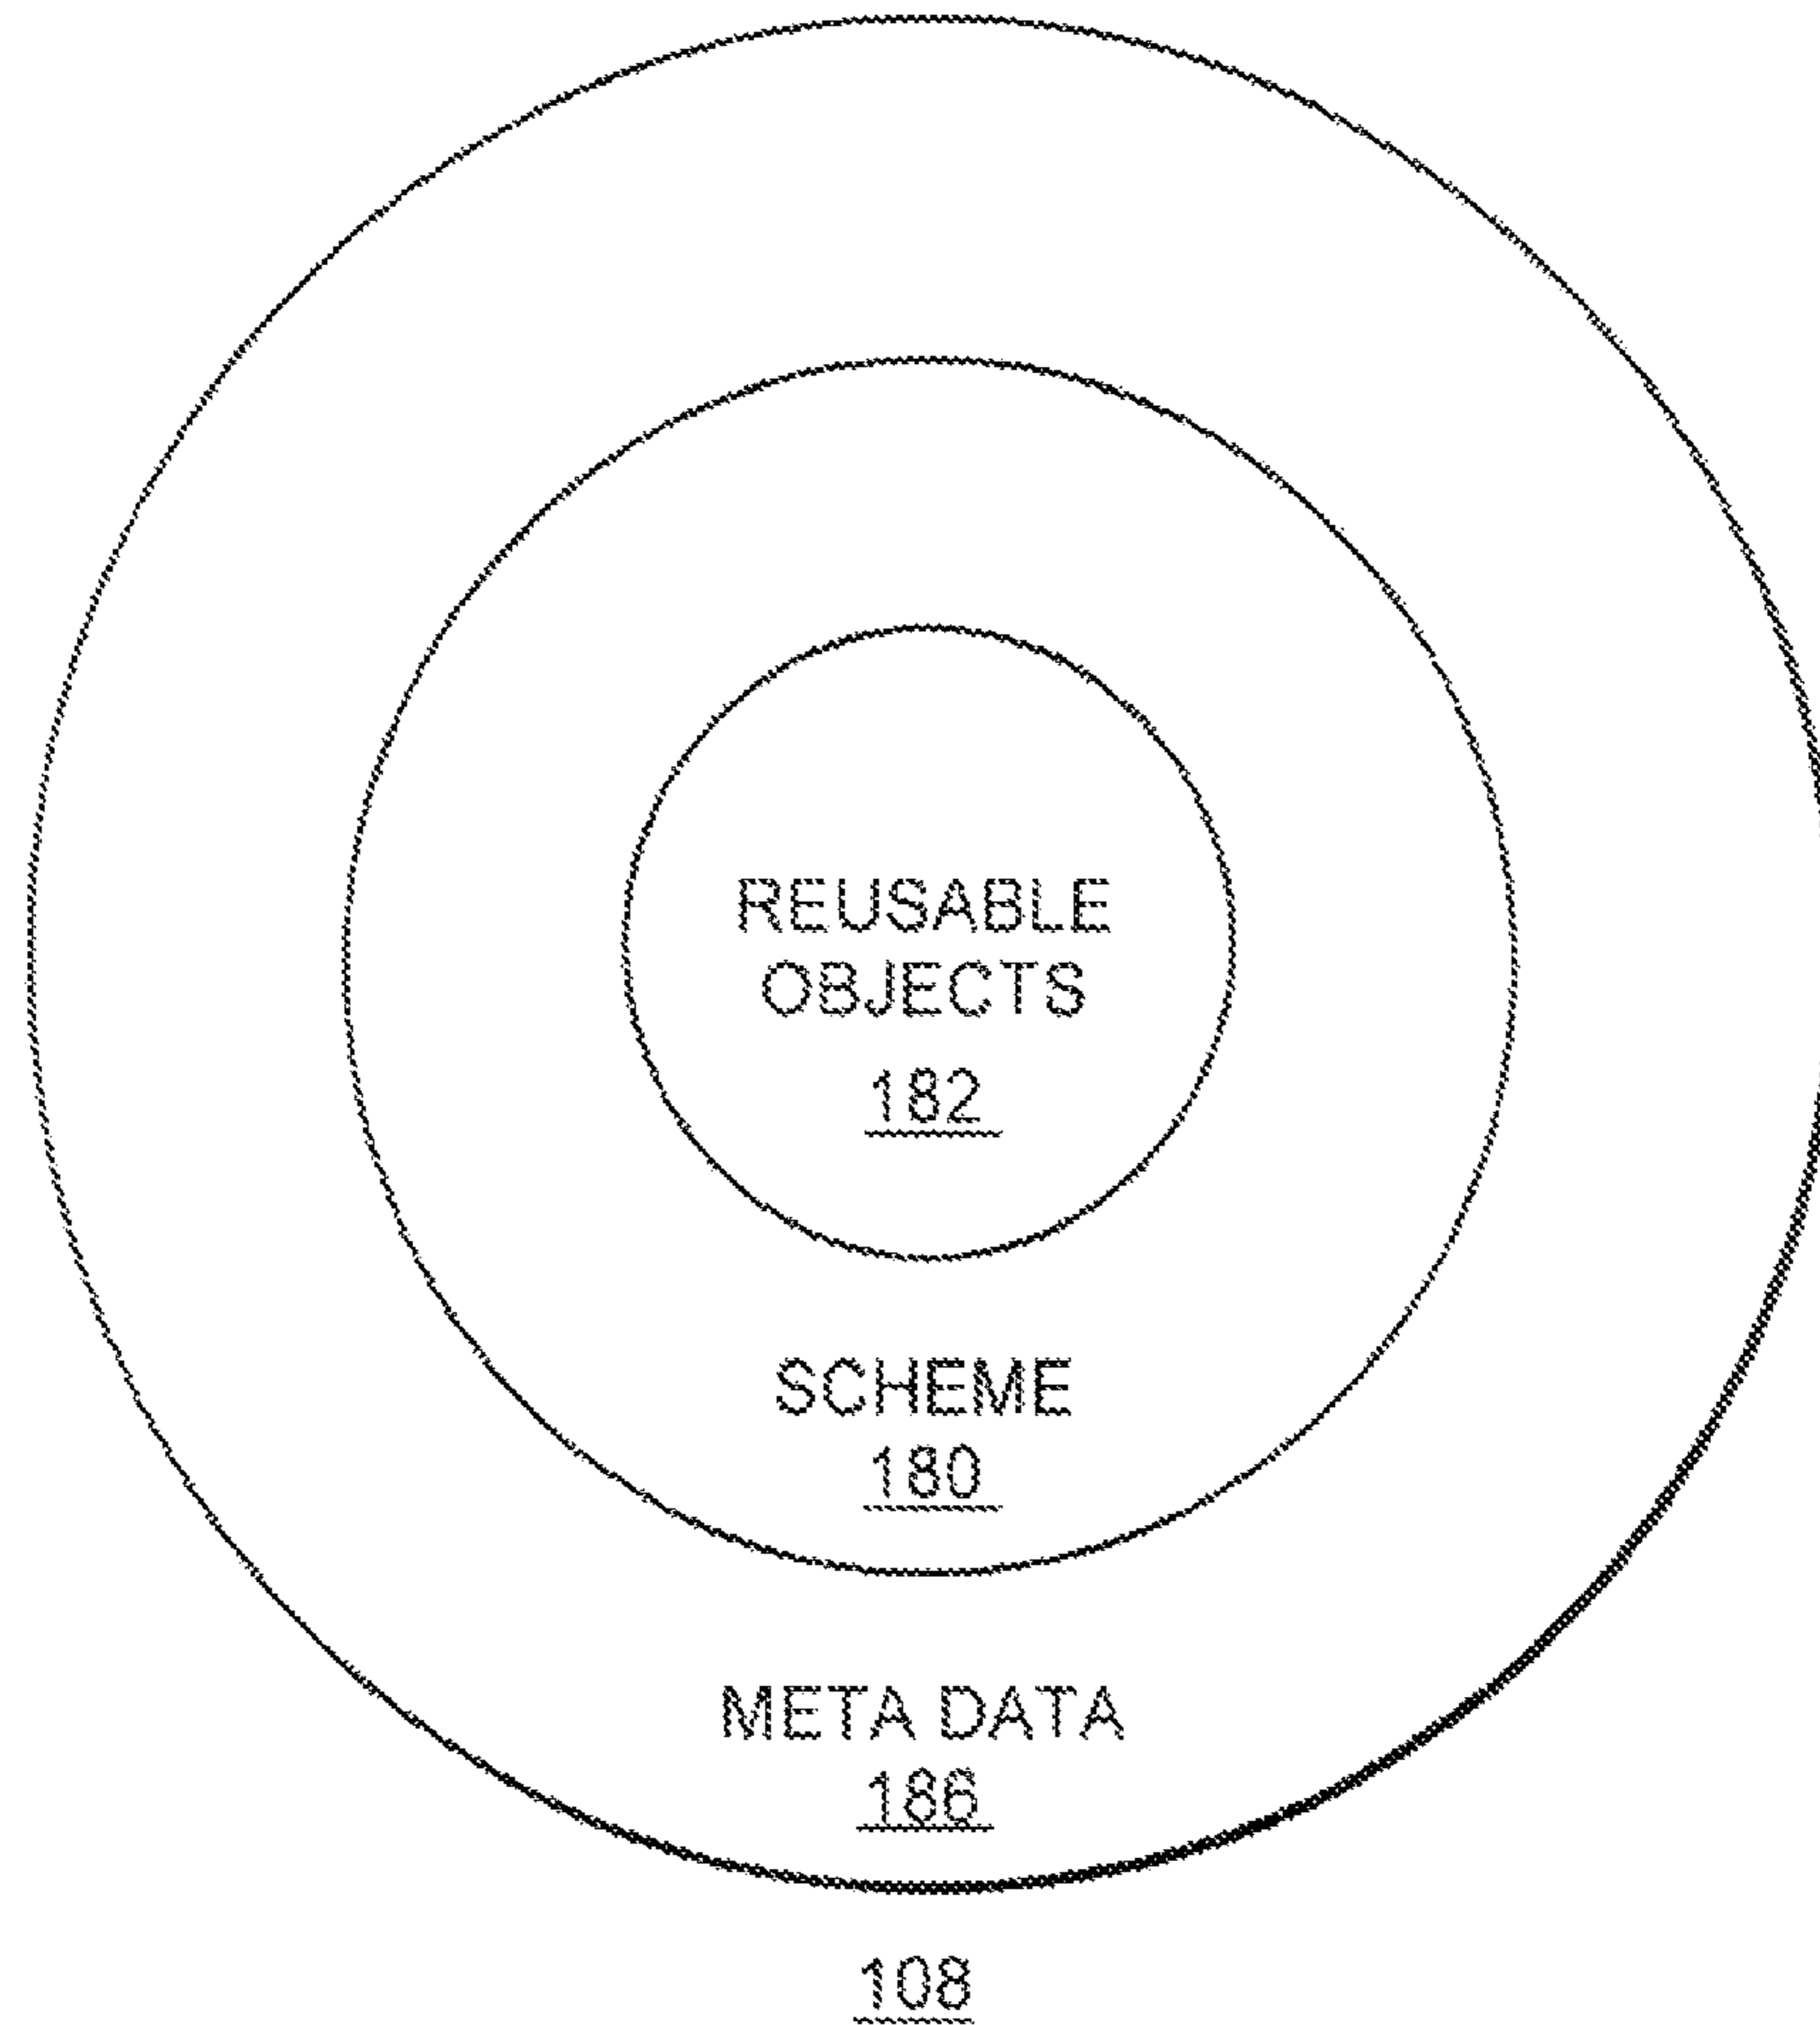 REUSABLE
OBJECTS
182
SCHEME
180
META DATA
186
108